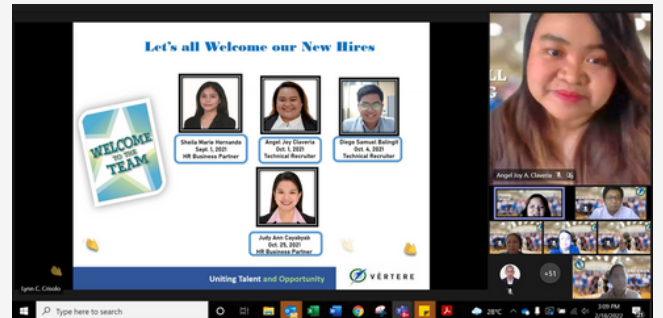 Let's all Welcome our New Hires
WELCOME
TO THE
TEAM
Sheila Marie Hernando
Sept. 1, 2021
HR Business Partner
Angel Joy Claveria
Oct. 1, 2021
Technical Recruiter
Diego Samuel Balingit
Oct. 4, 2021
Technical Recruiter
Judy Ann Cayabyab
Oct. 25, 2021
HR Business Partner
Uniting Talent and Opportunity
VÉRTERE
Lynn C. Crisolo
LL
G
Angel Joy A. Claveria
+51
Type here to search
28°C
3:09 PM
2/18/2022
21